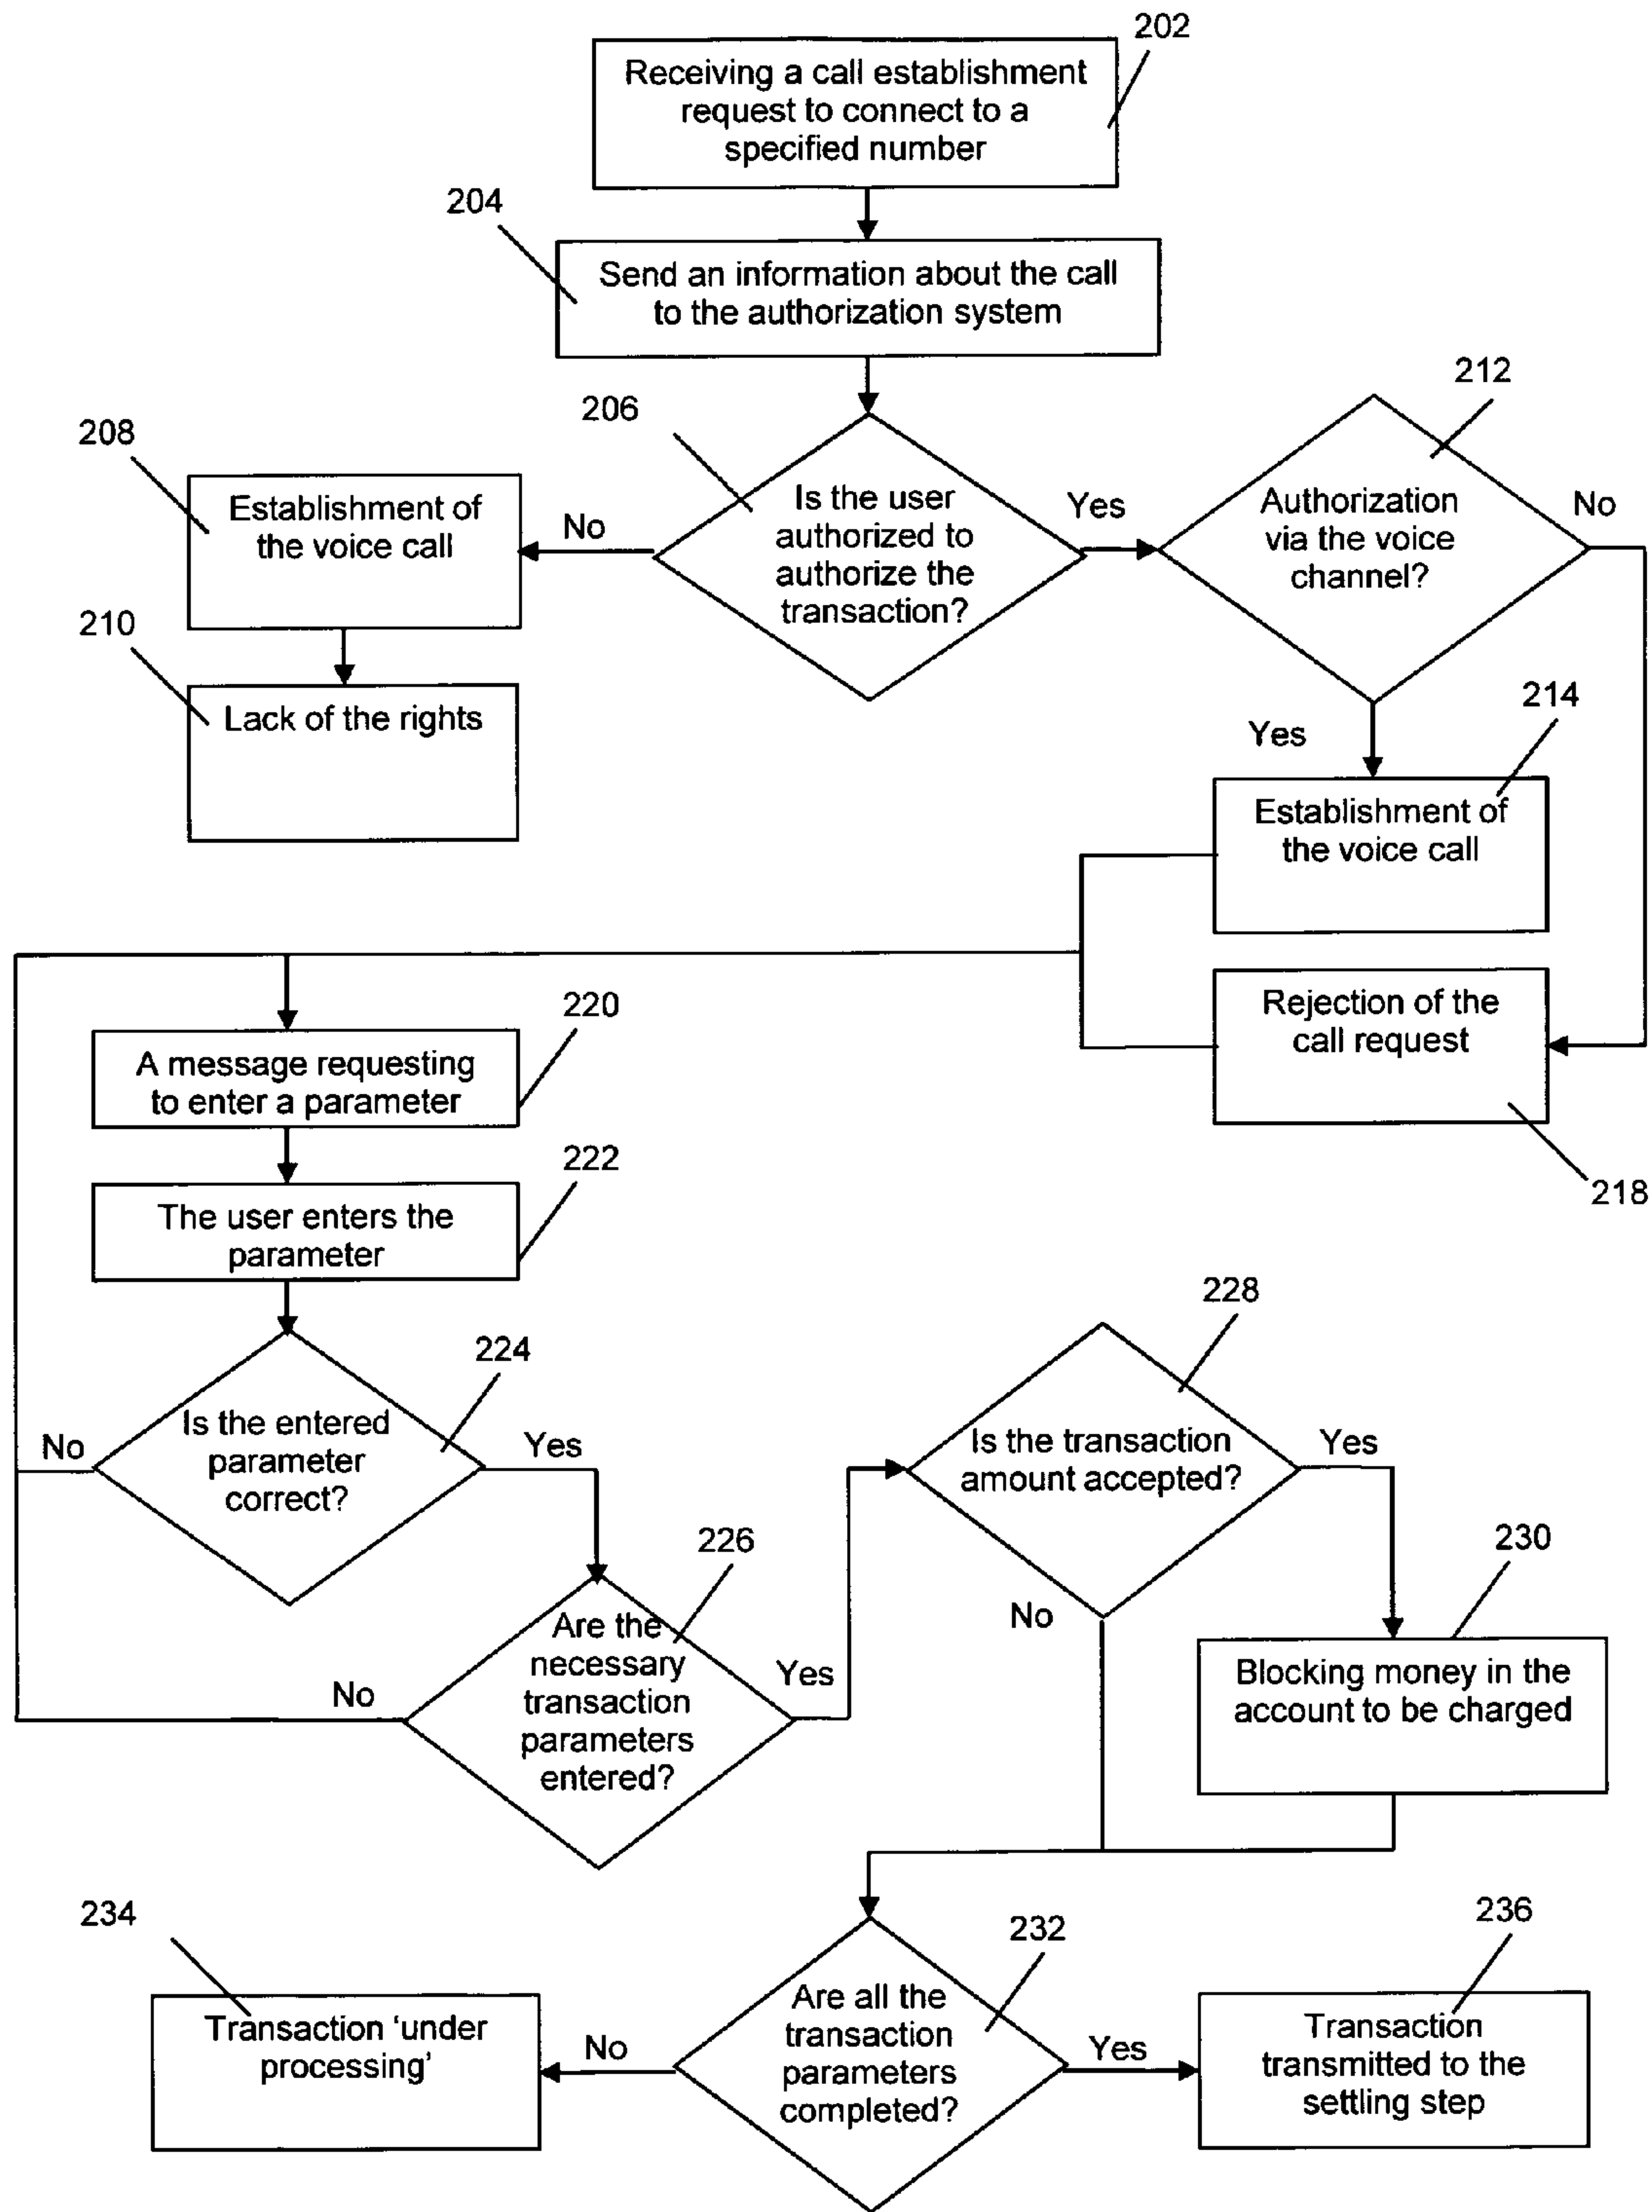 202
Receiving a call establishment
request to connect to a
specified number
204
Send an information about the call
to the authorization system
206
Is the user
authorized to
authorize the
transaction?
No
Yes
208
Establishment of
the voice call
210
Lack of the rights
212
Authorization
via the voice
channel?
No
Yes
214
Establishment of
the voice call
Rejection of the
call request
218
220
A message requesting
to enter a parameter
222
The user enters the
parameter
224
Is the entered
parameter
correct?
No
Yes
226
Are the
necessary
transaction
parameters
entered?
No
Yes
228
Is the transaction
amount accepted?
Yes
No
230
Blocking money in the
account to be charged
232
Are all the
transaction
parameters
completed?
No
Yes
234
Transaction ‘under
processing’
236
Transaction
transmitted to the
settling step